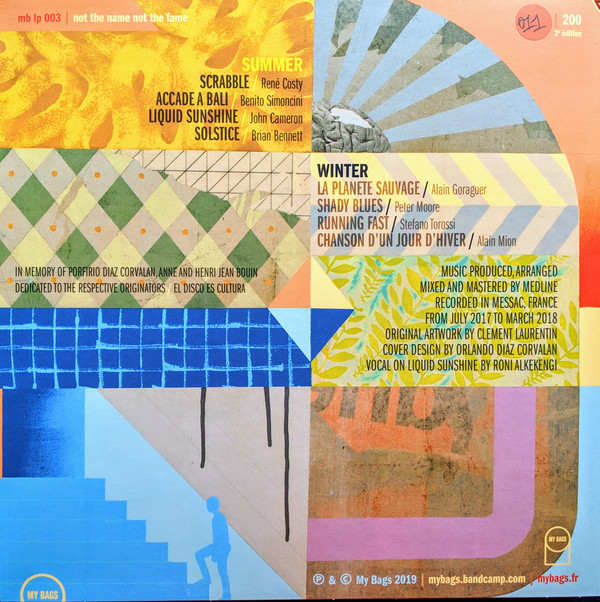 mb lp 003 | not the name not the fame
011 | 200
2e édition
SUMMER
SCRABBLE / René Costy
ACCADE A BALI / Benito Simoncini
LIQUID SUNSHINE / John Cameron
SOLSTICE / Brian Bennett
WINTER
LA PLANETE SAUVAGE / Alain Goraguer
SHADY BLUES / Peter Moore
RUNNING FAST / Stefano Torossi
CHANSON D'UN JOUR D'HIVER / Alain Mion
IN MEMORY OF PORFIRIO DIAZ CORVALAN, ANNE AND HENRI JEAN BOUIN
DEDICATED TO THE RESPECTIVE ORIGINATORS / EL DISCO ES CULTURA
MUSIC PRODUCED, ARRANGED
MIXED AND MASTERED BY MEDLINE
RECORDED IN MESSAC, FRANCE
FROM JULY 2017 TO MARCH 2018
ORIGINAL ARTWORK BY CLEMENT LAURENTIN
COVER DESIGN BY ORLANDO DIAZ CORVALAN
VOCAL ON LIQUID SUNSHINE BY RONI ALKEKENGI
MY BAGS
MY BAGS
℗ & © My Bags 2019 | mybags.bandcamp.com | mybags.fr